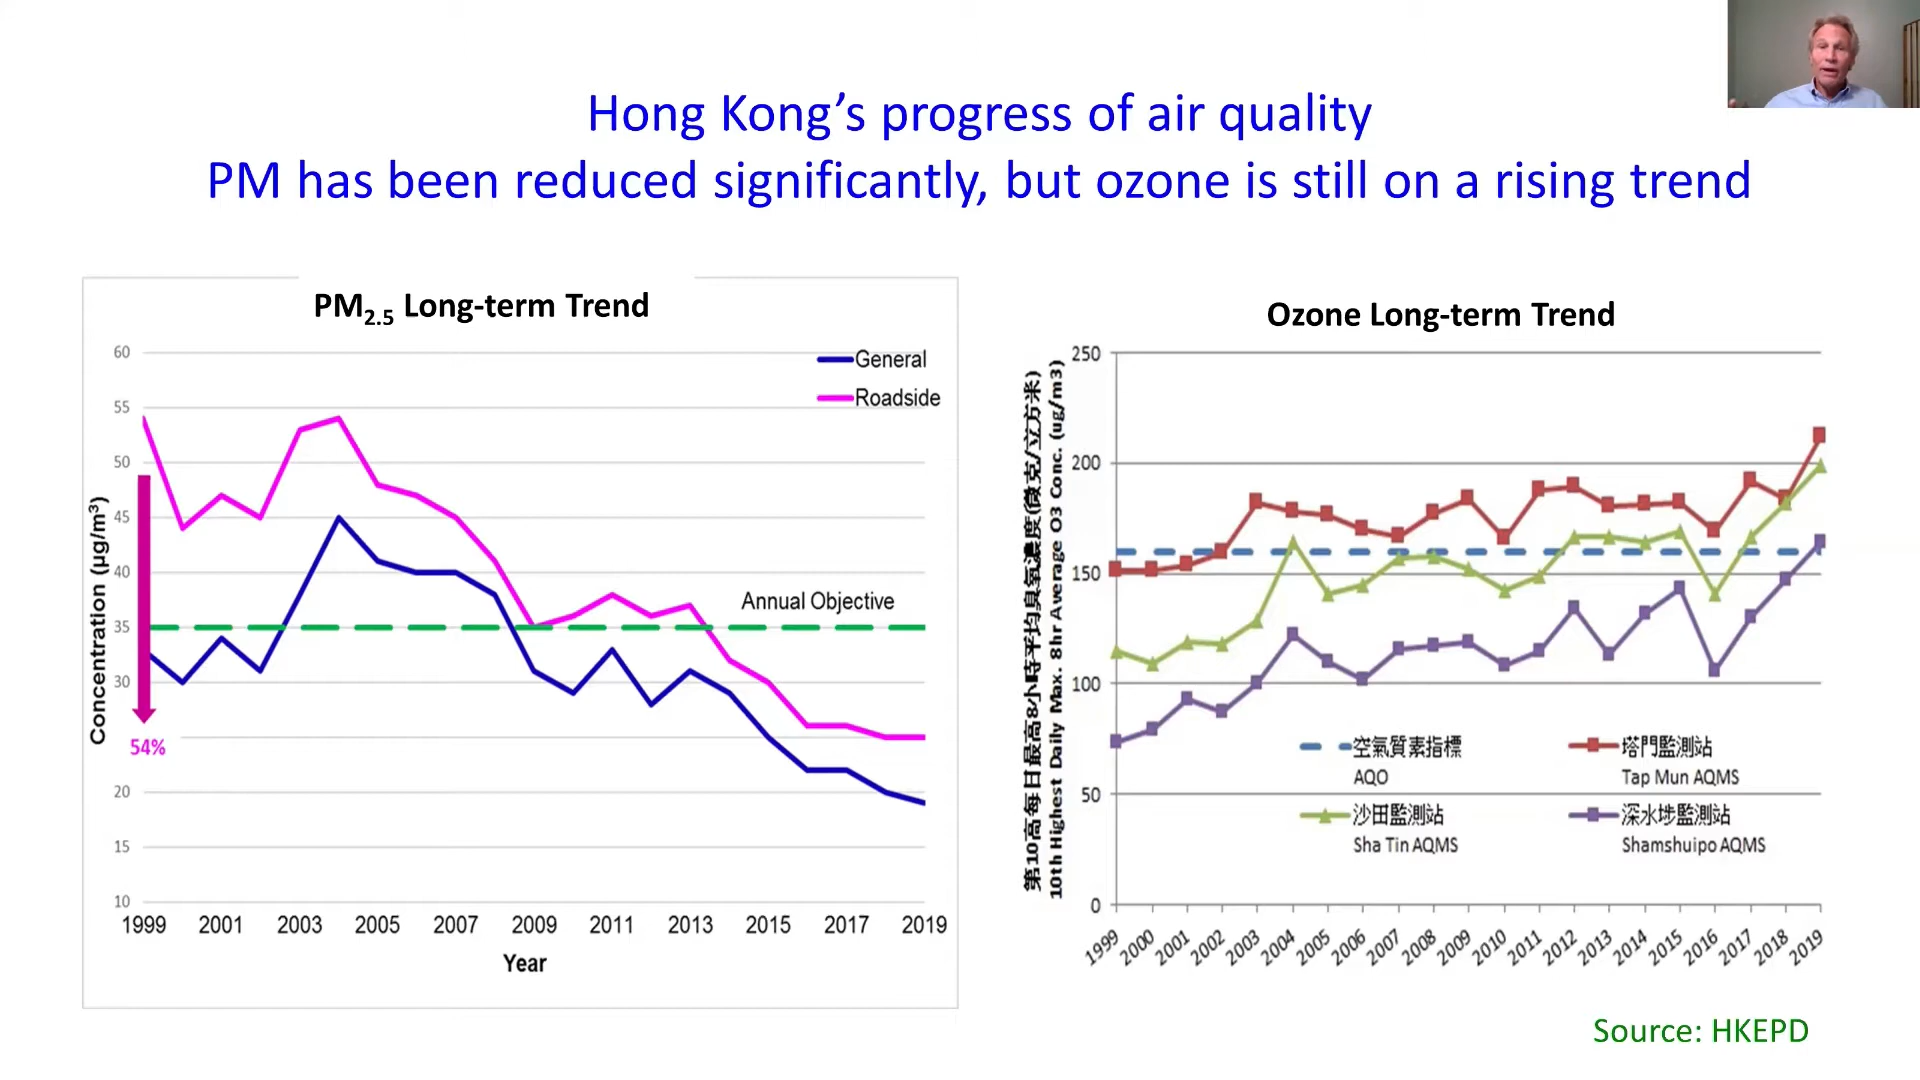 Hong Kong’s progress of air quality
PM has been reduced significantly, but ozone is still on a rising trend
PM2.5 Long-term Trend
General
Roadside
Annual Objective
Concentration (µg/m³)
60
55
50
45
40
35
30
20
15
10
54%
1999 2001 2003 2005 2007 2009 2011 2013 2015 2017 2019
Year
Ozone Long-term Trend
第10高每日最高8小時平均臭氧濃度(微克/立方米)
10th Highest Daily Max. 8hr Average O3 Conc. (ug/m3)
250
200
150
100
50
0
空氣質素指標
AQO
塔門監測站
Tap Mun AQMS
沙田監測站
Sha Tin AQMS
深水埗監測站
Shamshuipo AQMS
1999 2000 2001 2002 2003 2004 2005 2006 2007 2008 2009 2010 2011 2012 2013 2014 2015 2016 2017 2018 2019
Source: HKEPD